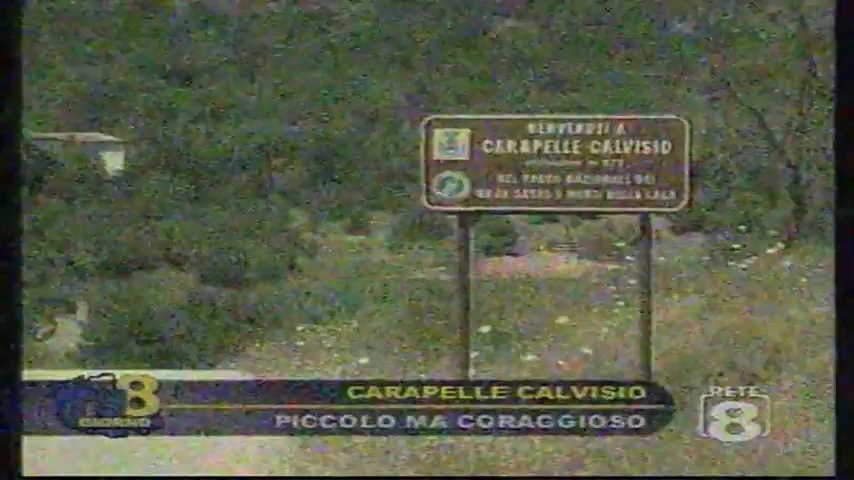 BENVENUTI A
CARAPELLE CALVISIO
NEL PARCO NAZIONALE DEL
GRAN SASSO E MONTI DELLA LAGA
8
GIORNO
CARAPELLE CALVISIO
PICCOLO MA CORAGGIOSO
RETE
8